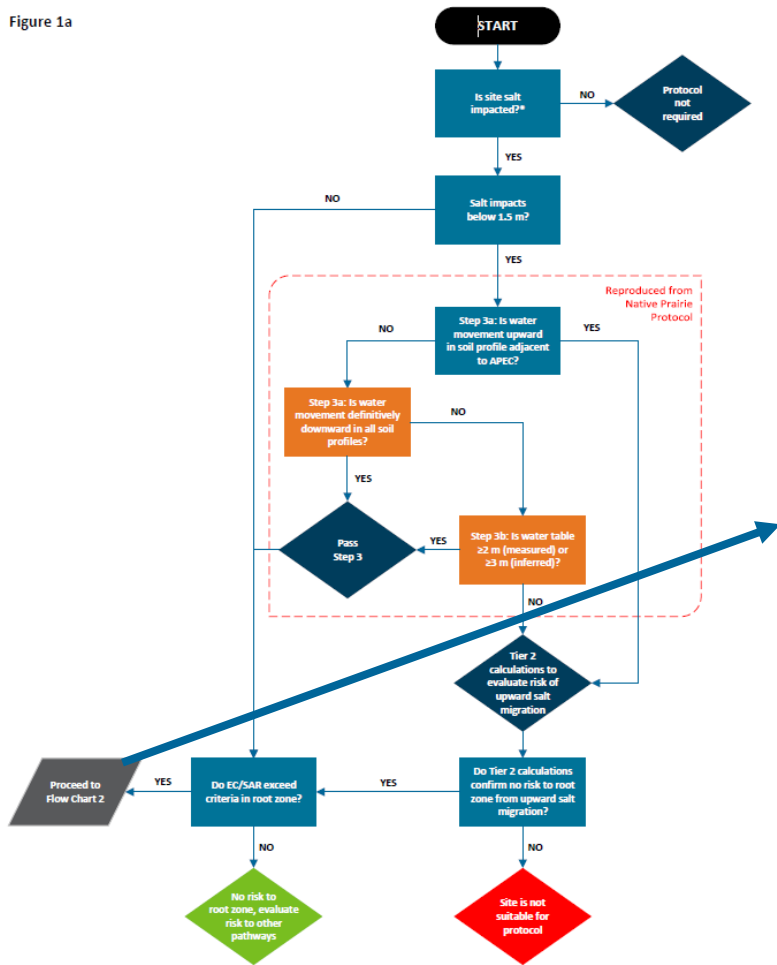 Figure 1a
START
Is site salt
impacted?*
NO
Protocol
not
required
YES
NO
Salt impacts
below 1.5 m?
YES
Reproduced from
Native Prairie
Protocol
NO
Step 3a: Is water
movement upward
in soil profile adjacent
to APEC?
YES
Step 3a: Is water
movement definitively
downward in all soil
profiles?
NO
YES
Pass
Step 3
YES
Step 3b: Is water table
≥2 m (measured) or
≥3 m (inferred)?
NO
Tier 2
calculations to
evaluate risk of
upward salt
migration
Proceed to
Flow Chart 2
YES
Do EC/SAR exceed
criteria in root zone?
YES
Do Tier 2 calculations
confirm no risk to root
zone from upward salt
migration?
NO
NO
No risk to
root zone, evaluate
risk to other
pathways
Site is not
suitable for
protocol